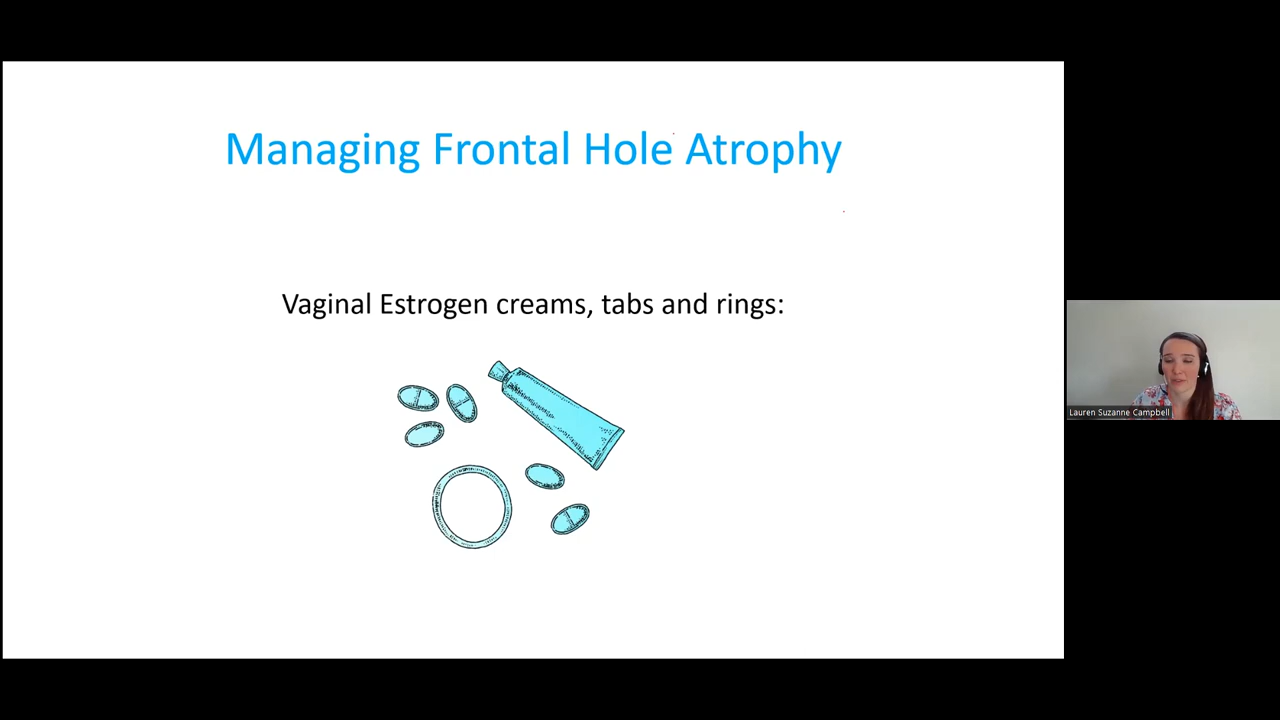 Managing Frontal Hole Atrophy
Vaginal Estrogen creams, tabs and rings:
Lauren Suzanne Campbell